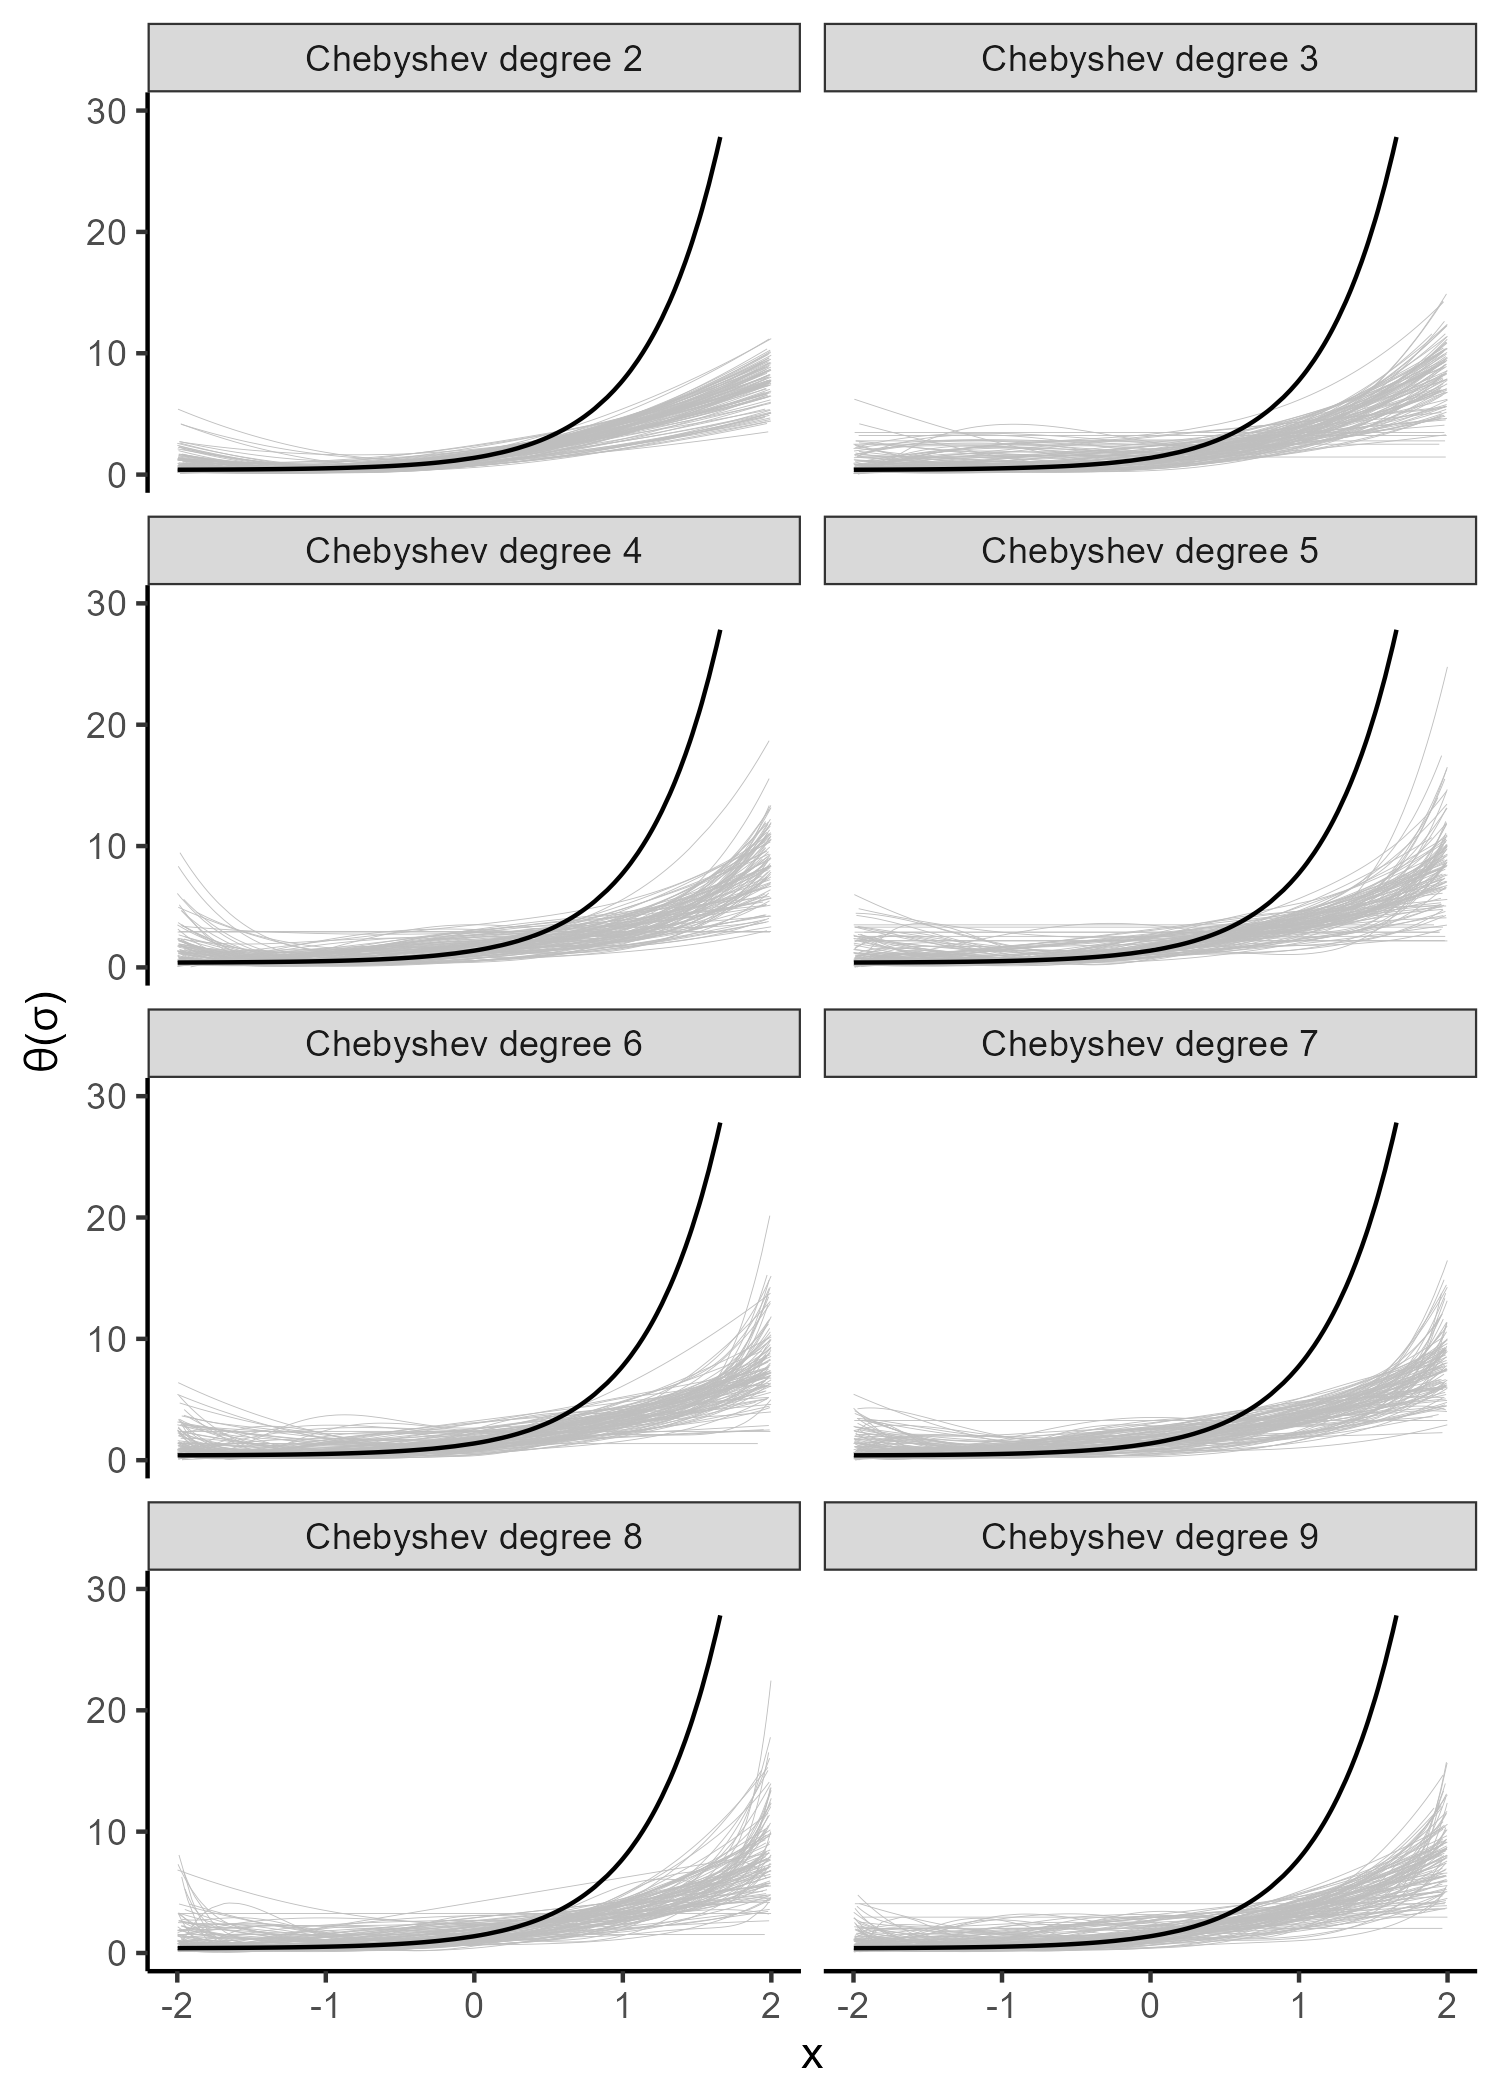 Chebyshev degree 2
Chebyshev degree 3
30
20
10
0
Chebyshev degree 4
Chebyshev degree 5
30
20
10
0
θ(σ)
Chebyshev degree 6
Chebyshev degree 7
30
20
10
0
Chebyshev degree 8
Chebyshev degree 9
30
20
10
0
-2 -1 0 1 2
-2 -1 0 1 2
x